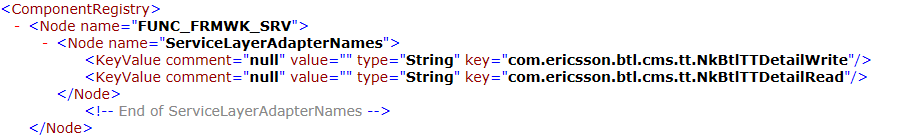 <ComponentRegistry>
- <Node name="FUNC_FRMWK_SRV">
- <Node name="ServiceLayerAdapterNames">
<KeyValue comment="null" value="" type="String" key="com.ericsson.btl.cms.tt.NkBtlTTDetailWrite"/>
<KeyValue comment="null" value="" type="String" key="com.ericsson.btl.cms.tt.NkBtlTTDetailRead"/>
</Node>
<!-- End of ServiceLayerAdapterNames -->
</Node>